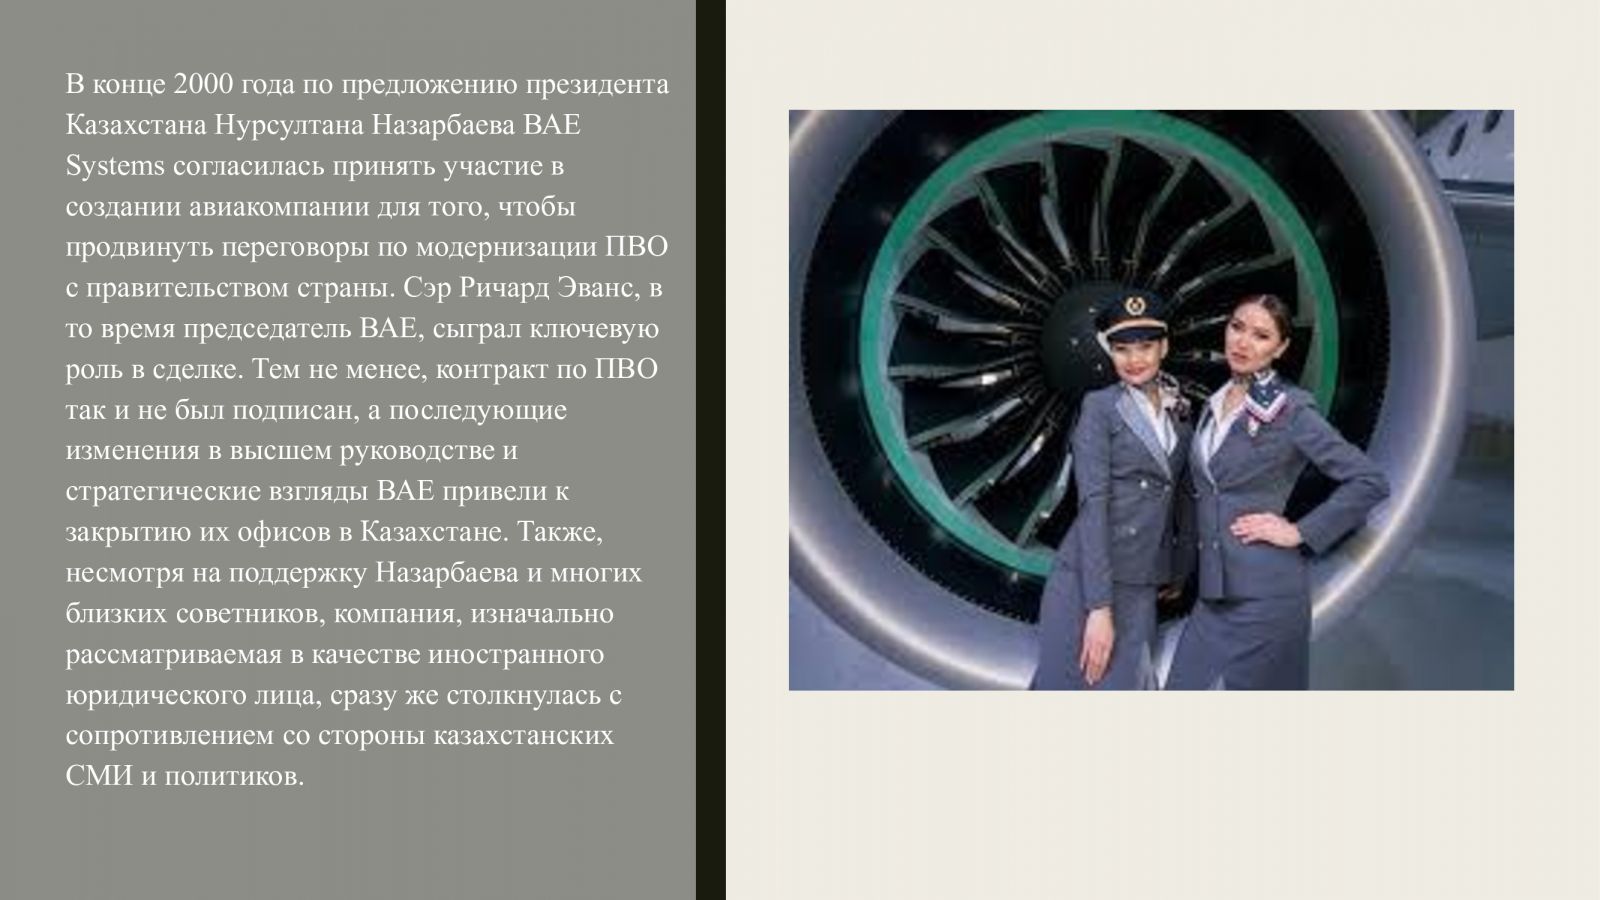 В конце 2000 года по предложению президента
Казахстана Нурсултана Назарбаева BAE
Systems согласилась принять участие в
создании авиакомпании для того, чтобы
продвинуть переговоры по модернизации ПВО
с правительством страны. Сэр Ричард Эванс, в
то время председатель BAE, сыграл ключевую
роль в сделке. Тем не менее, контракт по ПВО
так и не был подписан, а последующие
изменения в высшем руководстве и
стратегические взгляды BAE привели к
закрытию их офисов в Казахстане. Также,
несмотря на поддержку Назарбаева и многих
близких советников, компания, изначально
рассматриваемая в качестве иностранного
юридического лица, сразу же столкнулась с
сопротивлением со стороны казахстанских
СМИ и политиков.